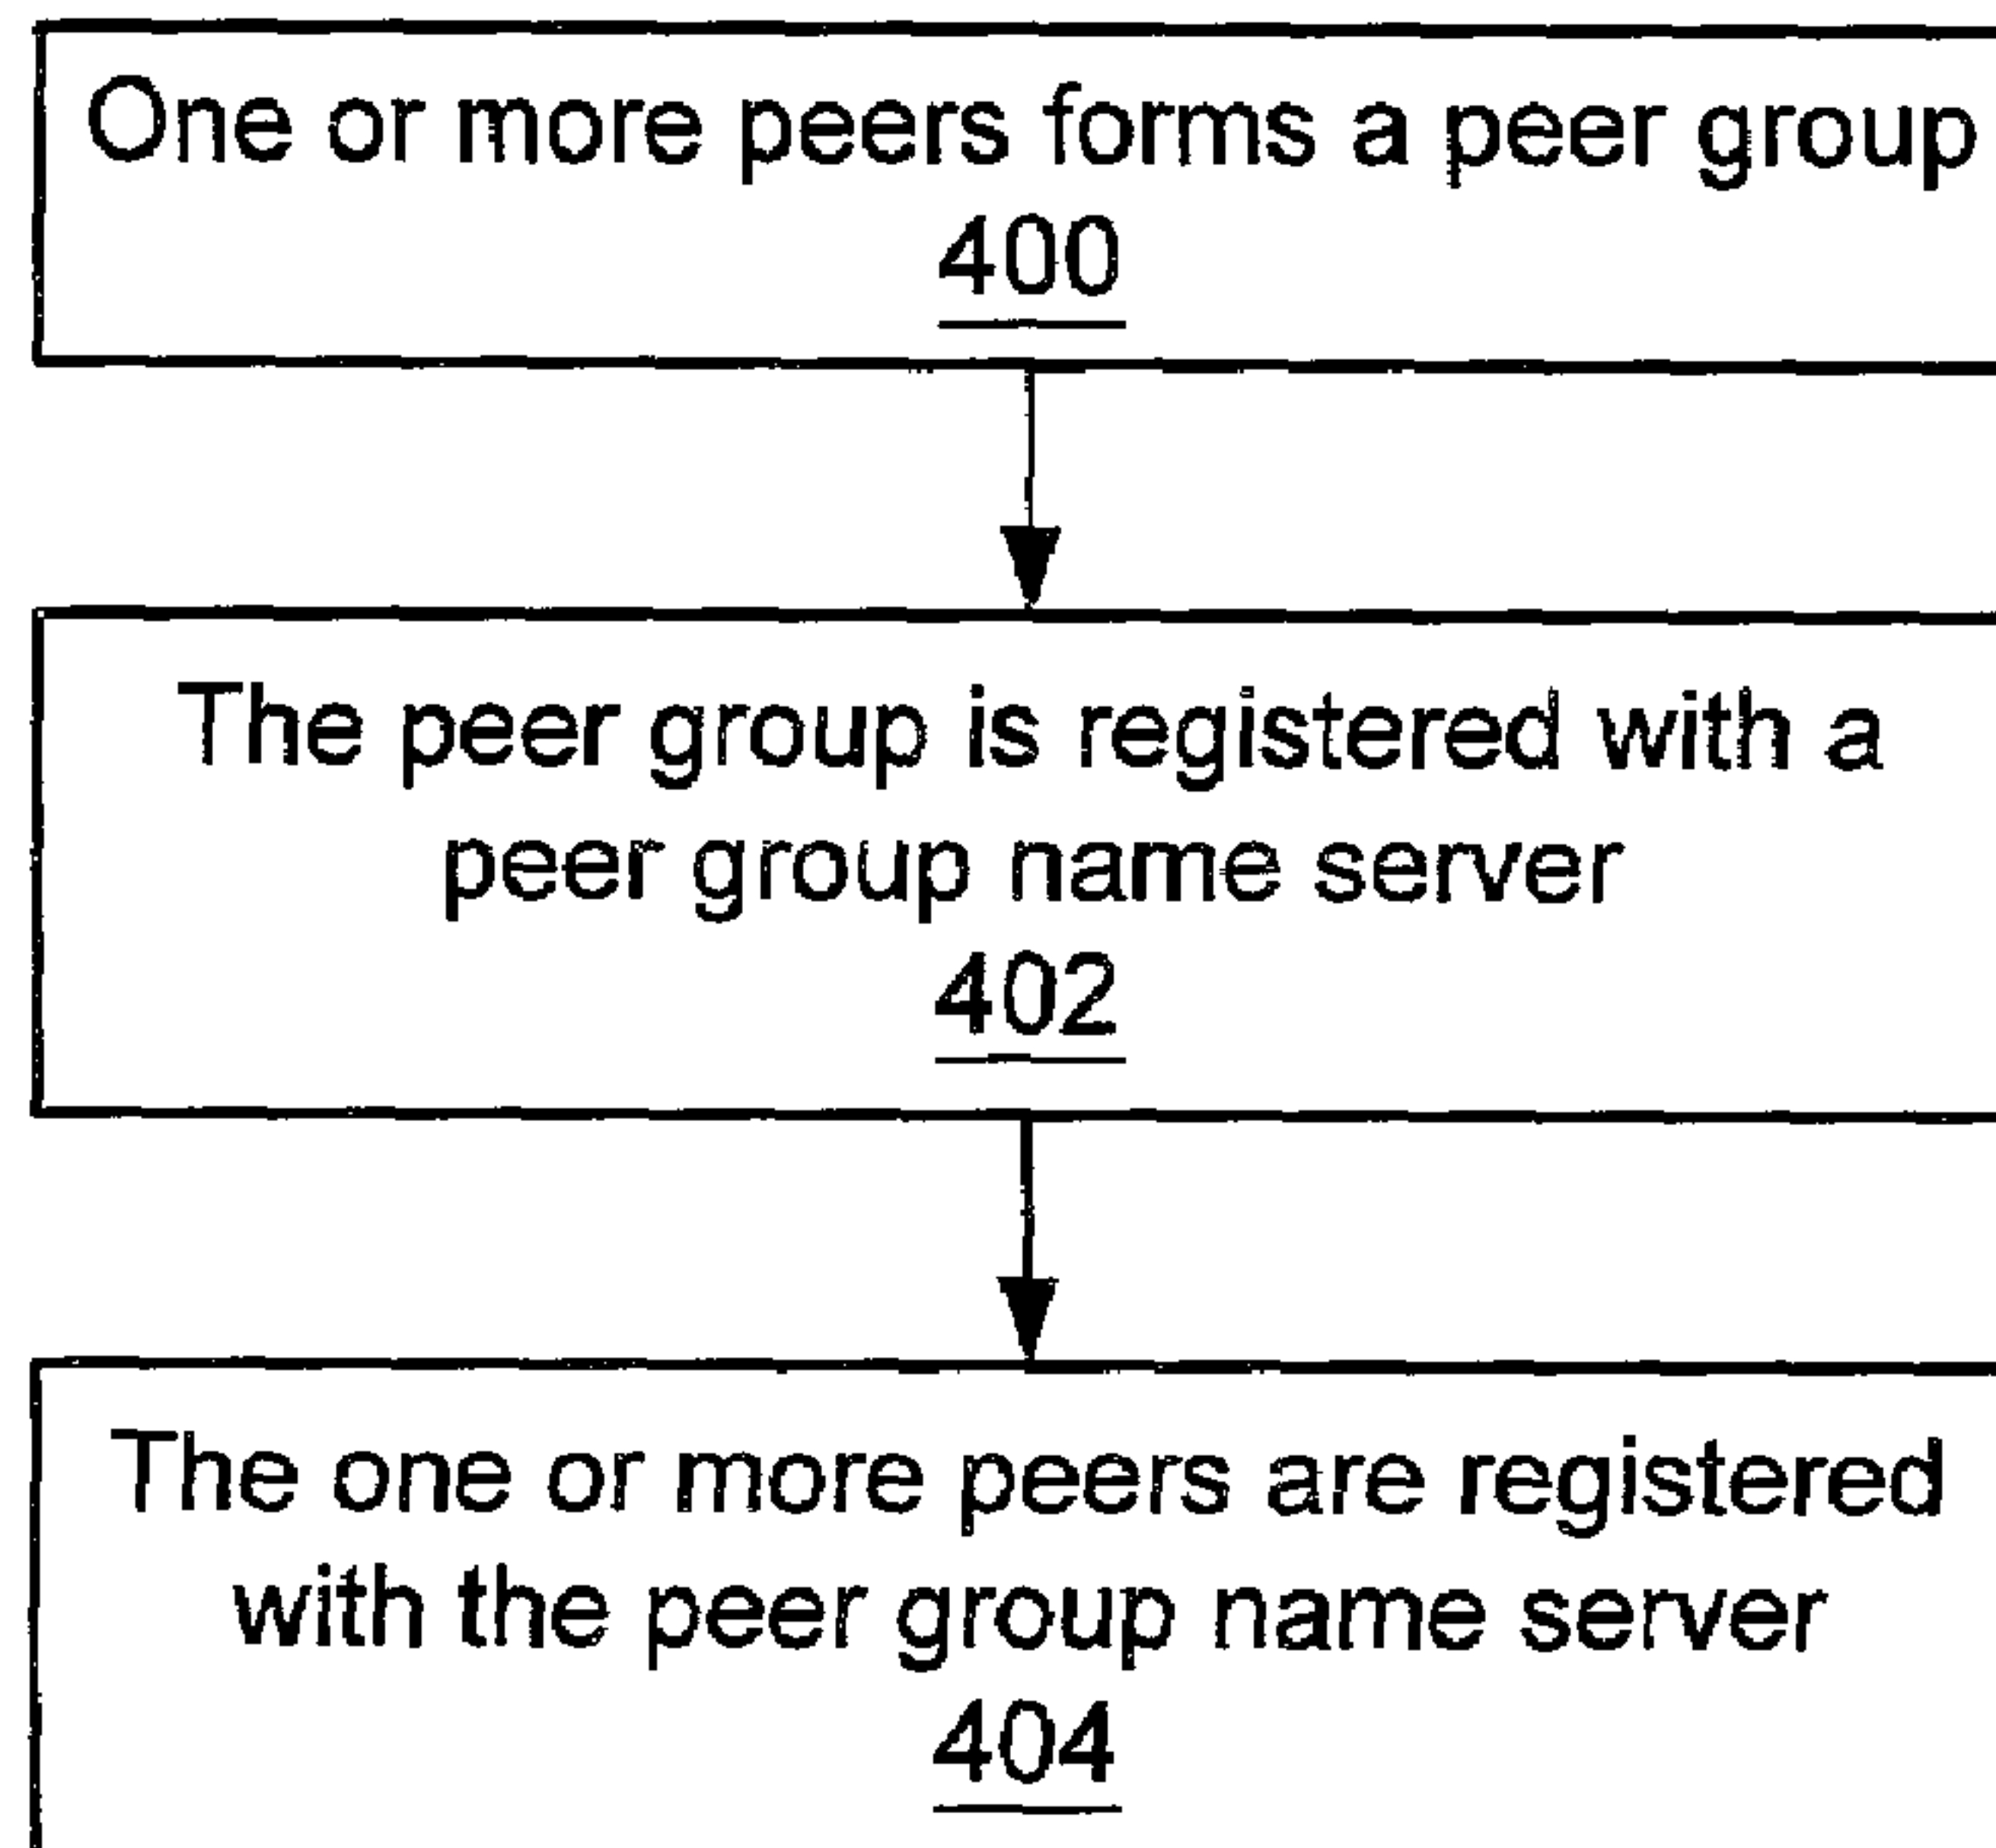 One or more peers forms a peer group
400
The peer group is registered with a
peer group name server
402
The one or more peers are registered
with the peer group name server
404